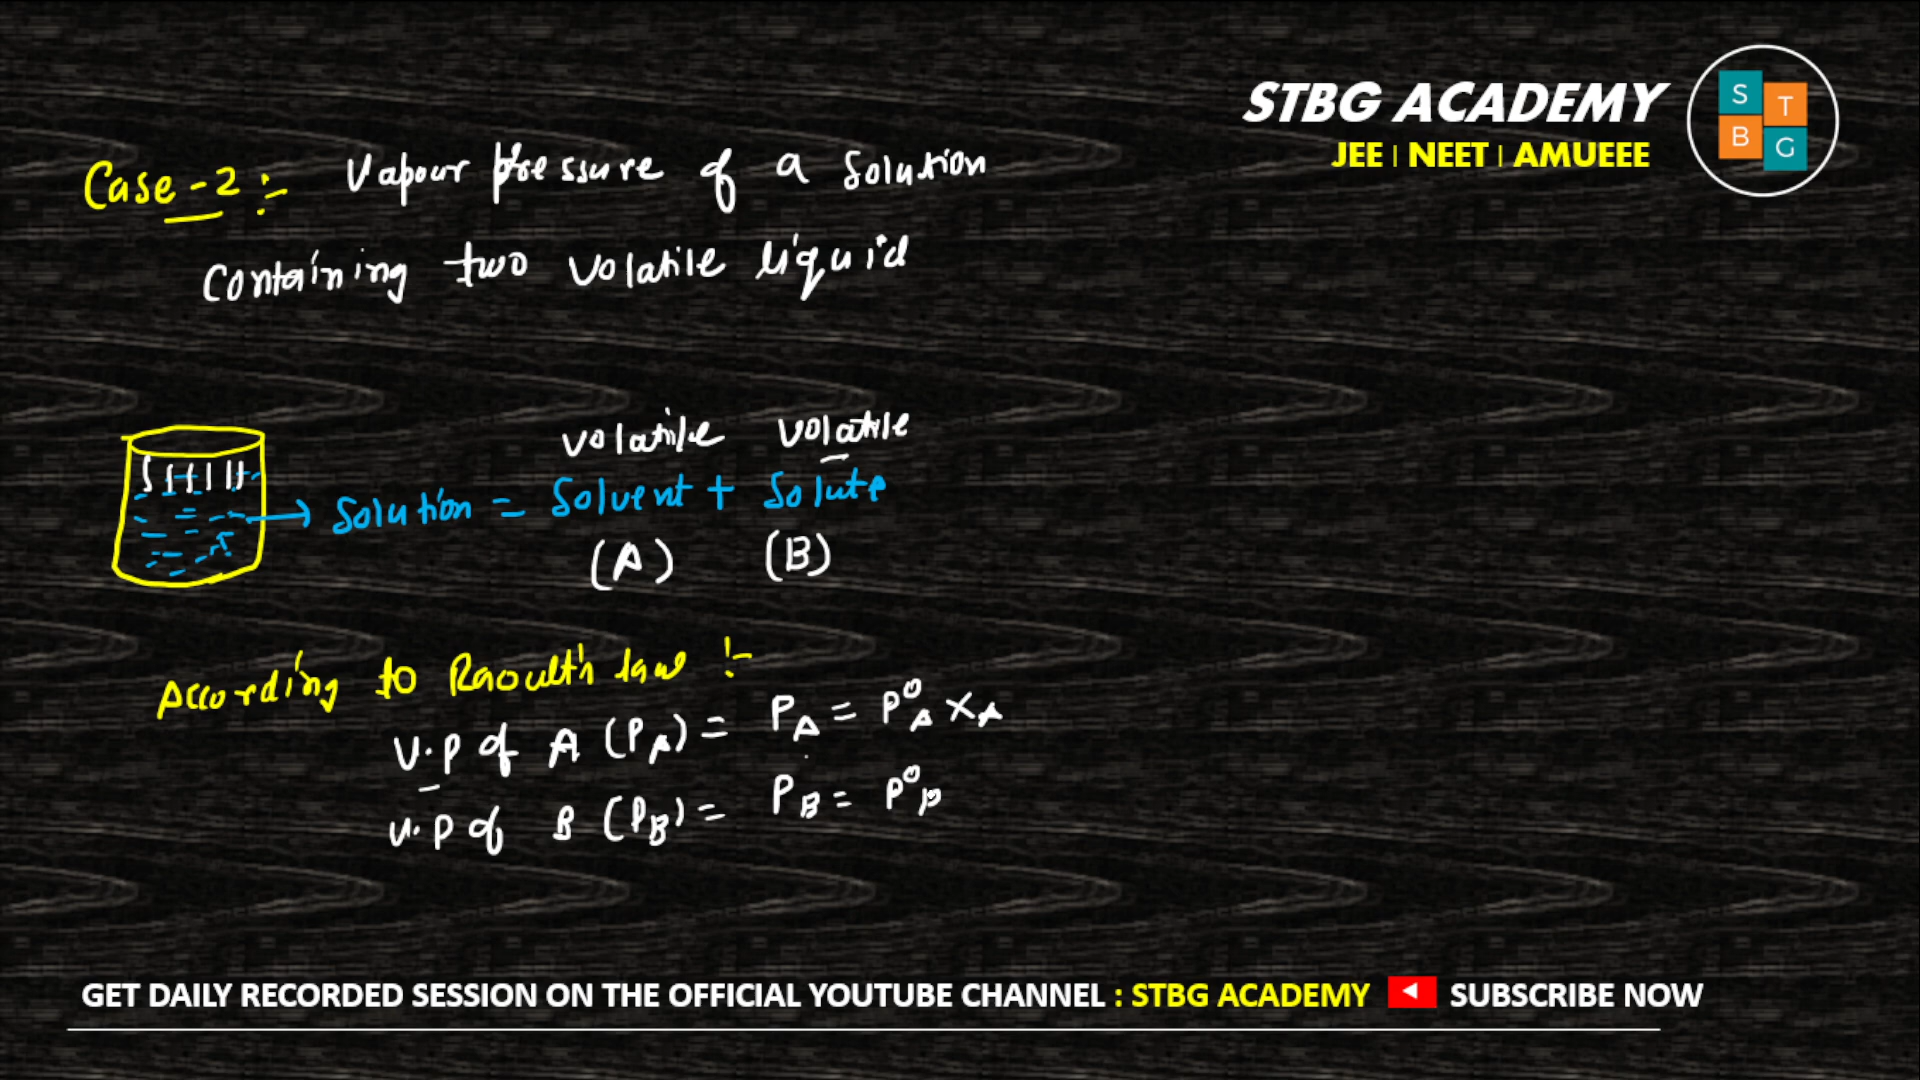 STBG ACADEMY
JEE | NEET | AMUEEE
S T
B G
Case-2 :- Vapour pressure of a Solution
Containing two volatile liquid
volatile volatile
→ Solution = Solvent + Solute
(A) (B)
According to Raoult's law :-
V.P of A (PA) = PA = P⁰A XA
V.P of B (PB) = PB = P⁰B
GET DAILY RECORDED SESSION ON THE OFFICIAL YOUTUBE CHANNEL : STBG ACADEMY SUBSCRIBE NOW